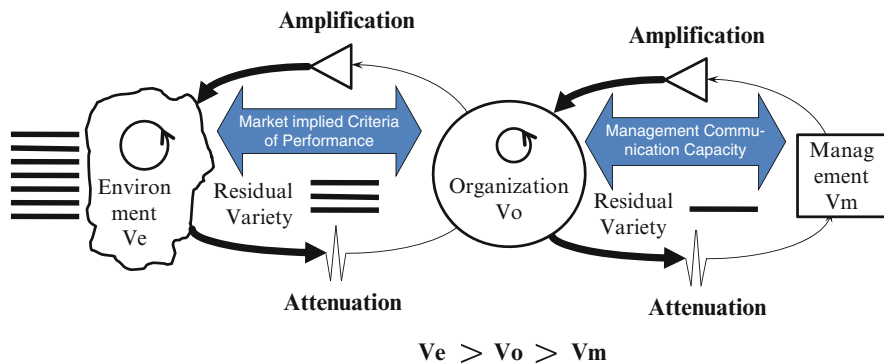 Amplification
Amplification
Market implied Criteria
of Performance
Management Commu-
nication Capacity
Environ
ment
Ve
Residual
Variety
Organization
Vo
Residual
Variety
Manag
ement
Vm
Attenuation
Attenuation
Ve > Vo > Vm